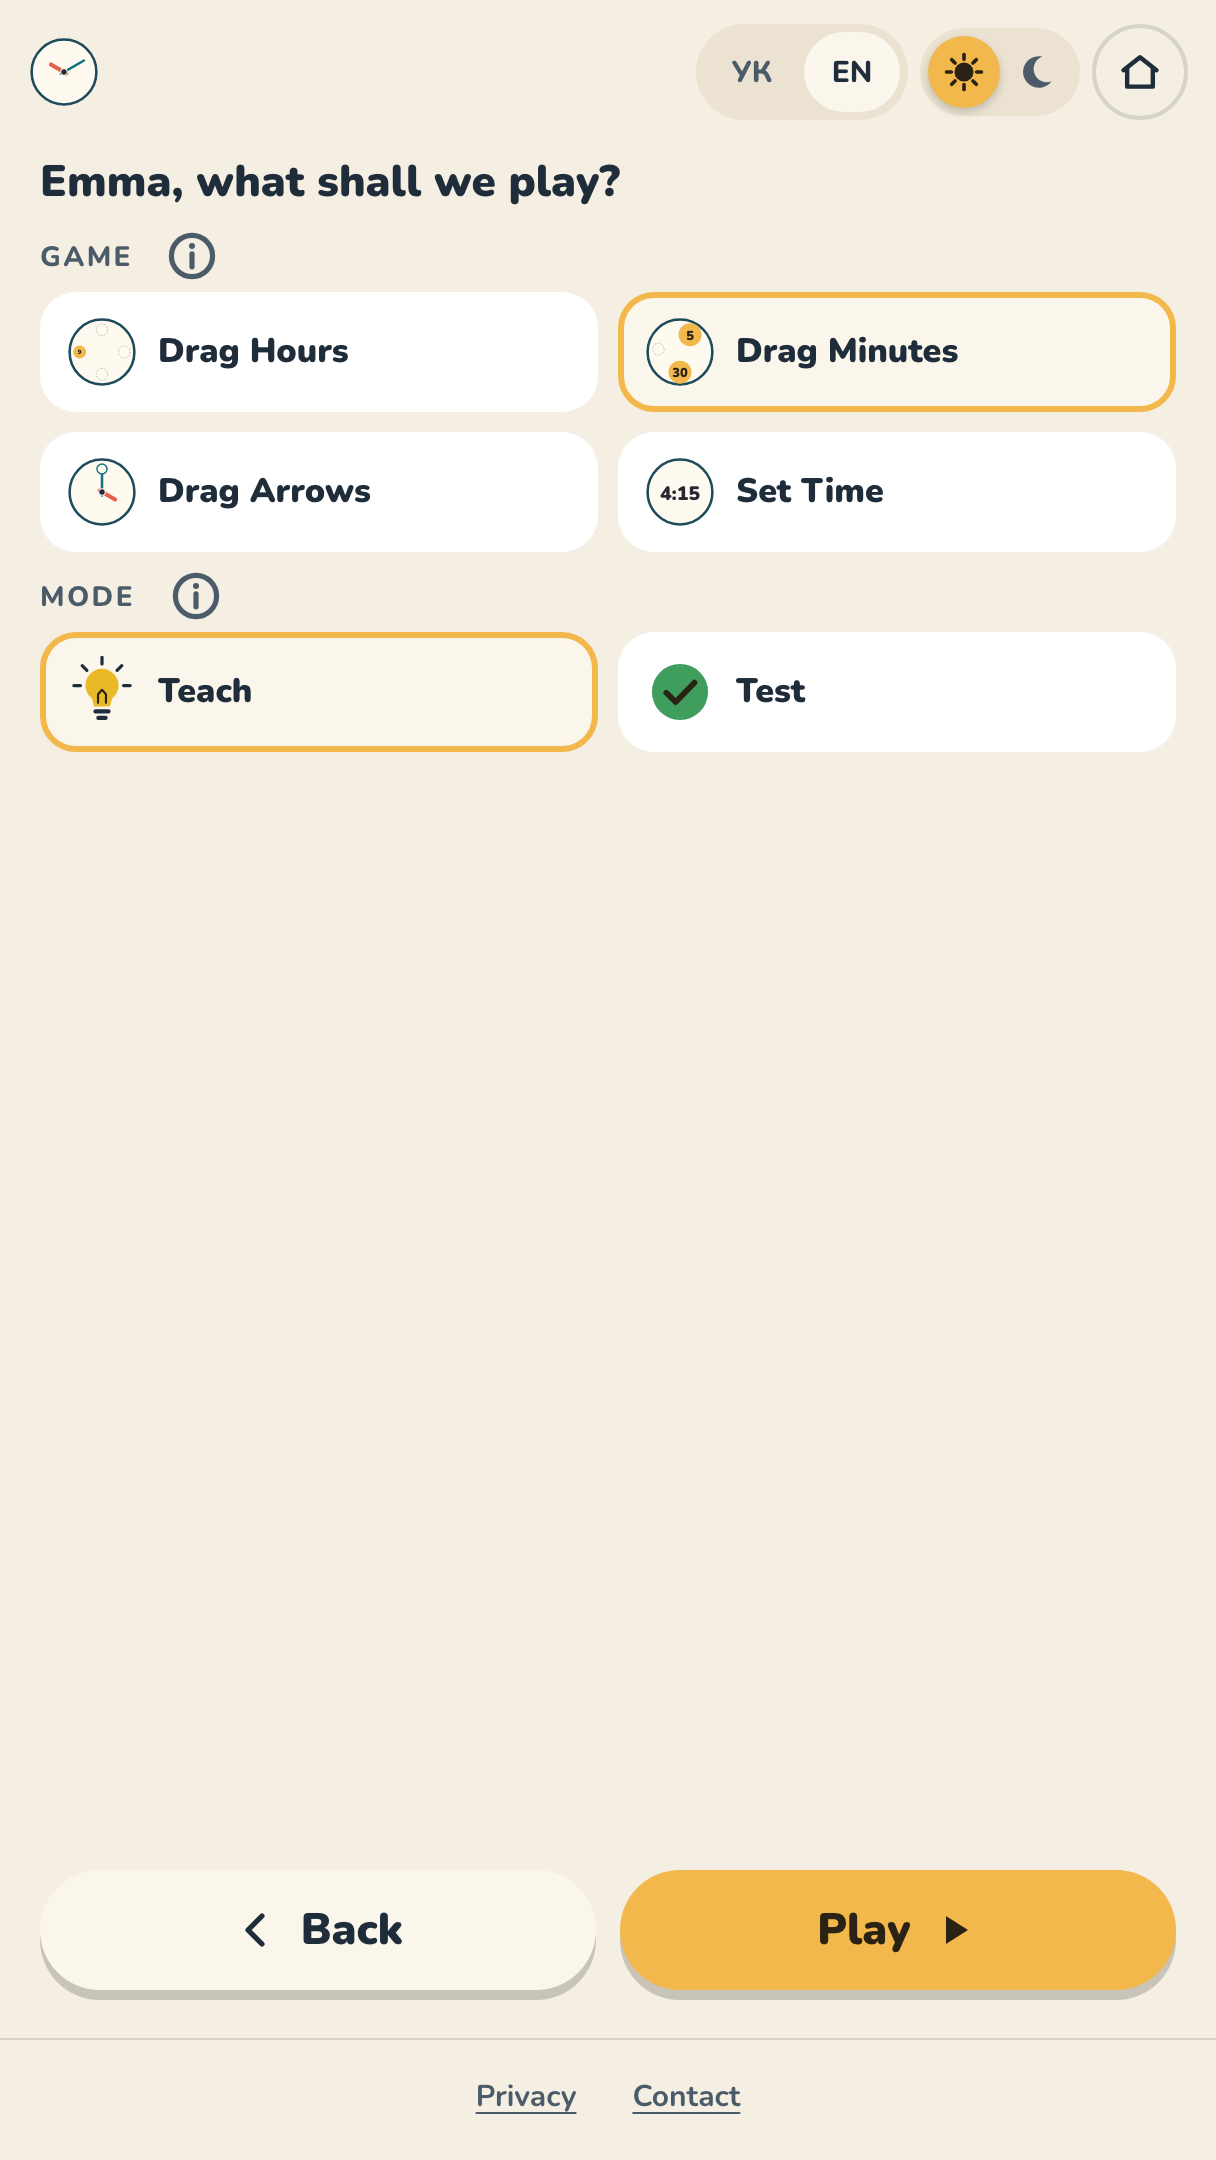 УК EN
Emma, what shall we play?
GAME
9 Drag Hours
5 30 Drag Minutes
Drag Arrows
4:15 Set Time
MODE
Teach
Test
Back
Play
Privacy Contact